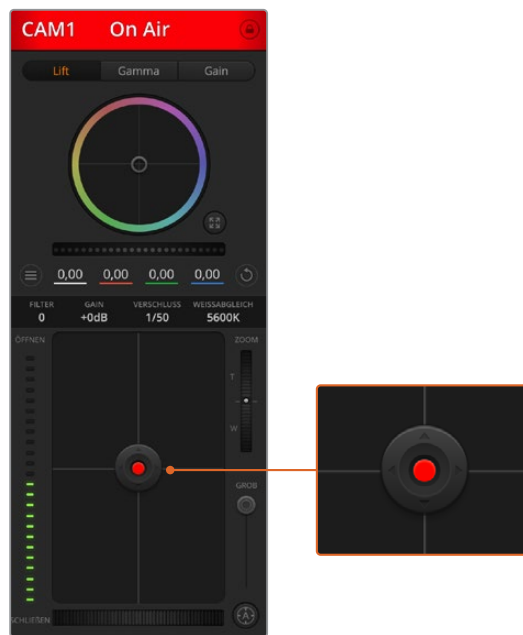 CAM1 On Air
Lift Gamma Gain
0,00 0,00 0,00 0,00
FILTER GAIN VERSCHLUSS WEISSABGLEICH
0 +0dB 1/50 5600K
ÖFFNEN ZOOM
T
W
GROB
SCHLIEßEN A